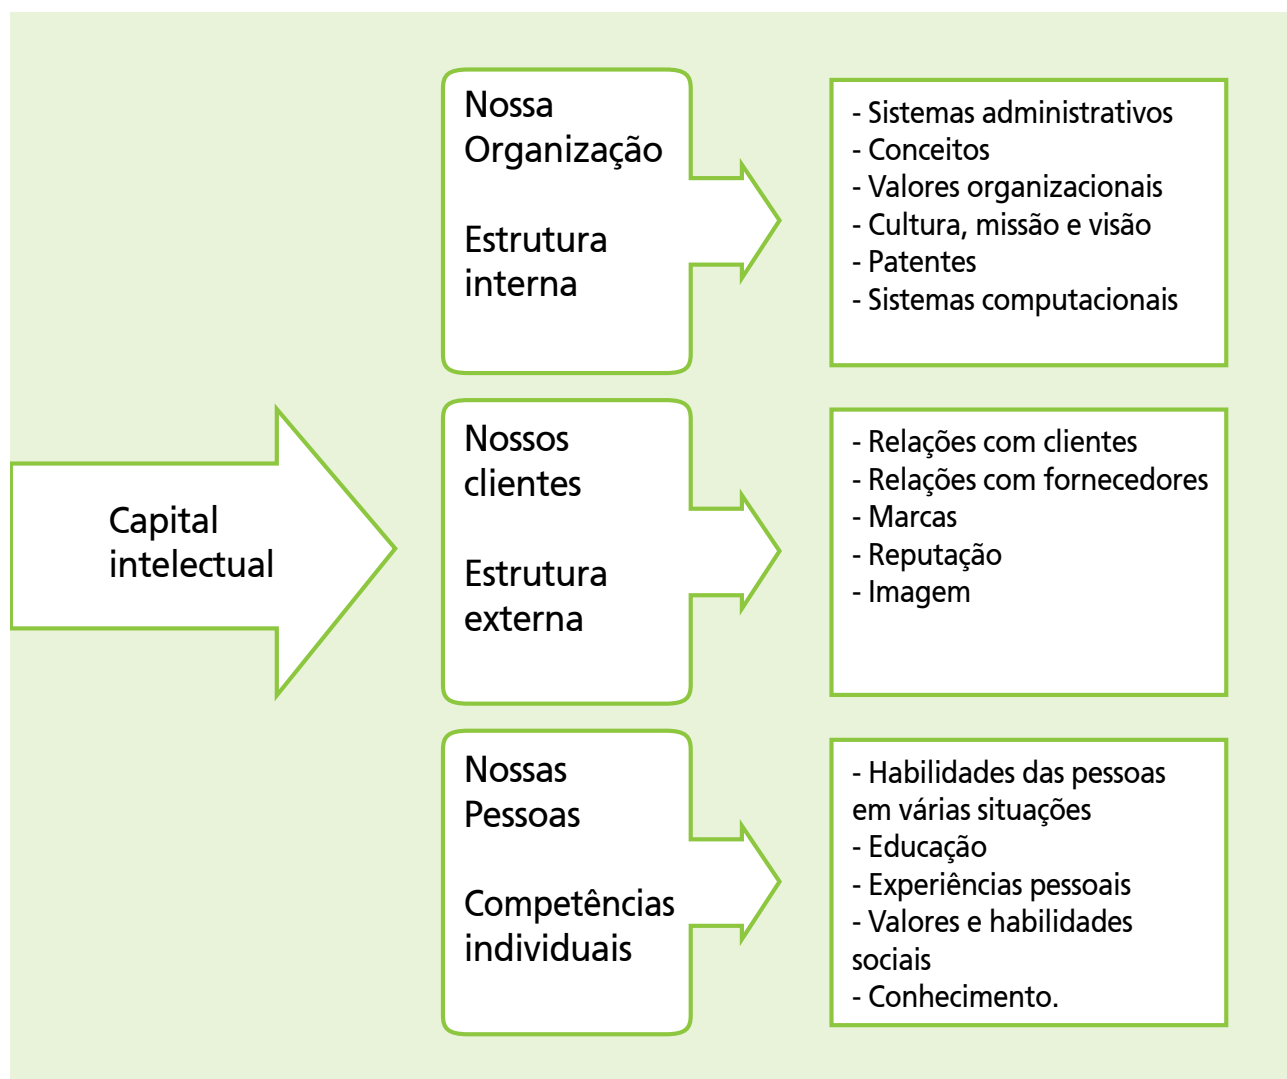 Capital
intelectual
Nossa
Organização
Estrutura
interna
- Sistemas administrativos
- Conceitos
- Valores organizacionais
- Cultura, missão e visão
- Patentes
- Sistemas computacionais
Nossos
clientes
Estrutura
externa
- Relações com clientes
- Relações com fornecedores
- Marcas
- Reputação
- Imagem
Nossas
Pessoas
Competências
individuais
- Habilidades das pessoas
em várias situações
- Educação
- Experiências pessoais
- Valores e habilidades
sociais
- Conhecimento.